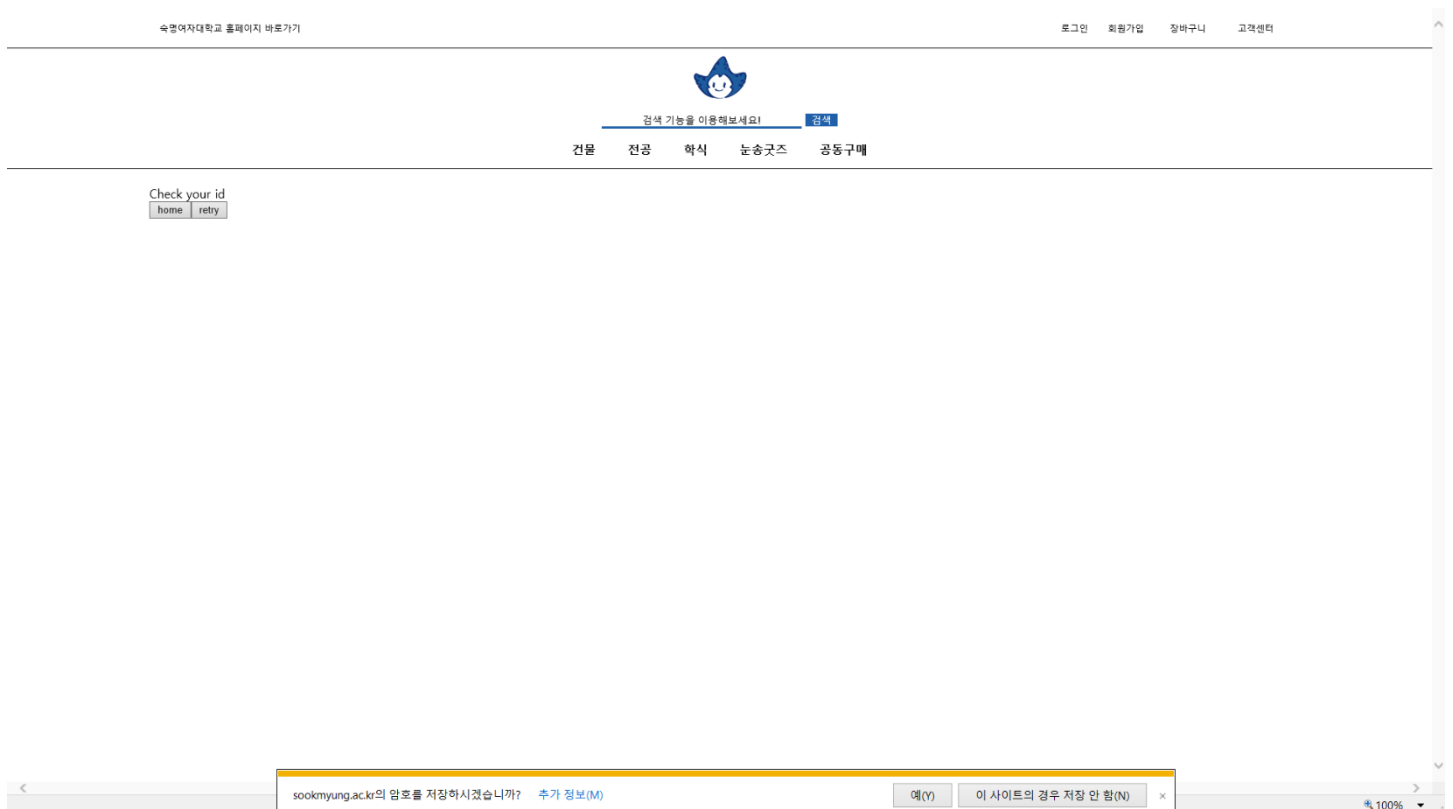 숙명여자대학교 홈페이지 바로가기 로그인 회원가입 장바구니 고객센터
검색 기능을 이용해보세요! 검색
건물 전공 학식 눈송굿즈 공동구매
Check your id
home retry
sookmyung.ac.kr의 암호를 저장하시겠습니까? 추가 정보(M) 예(Y) 이 사이트의 경우 저장 안 함(N) ×
100%